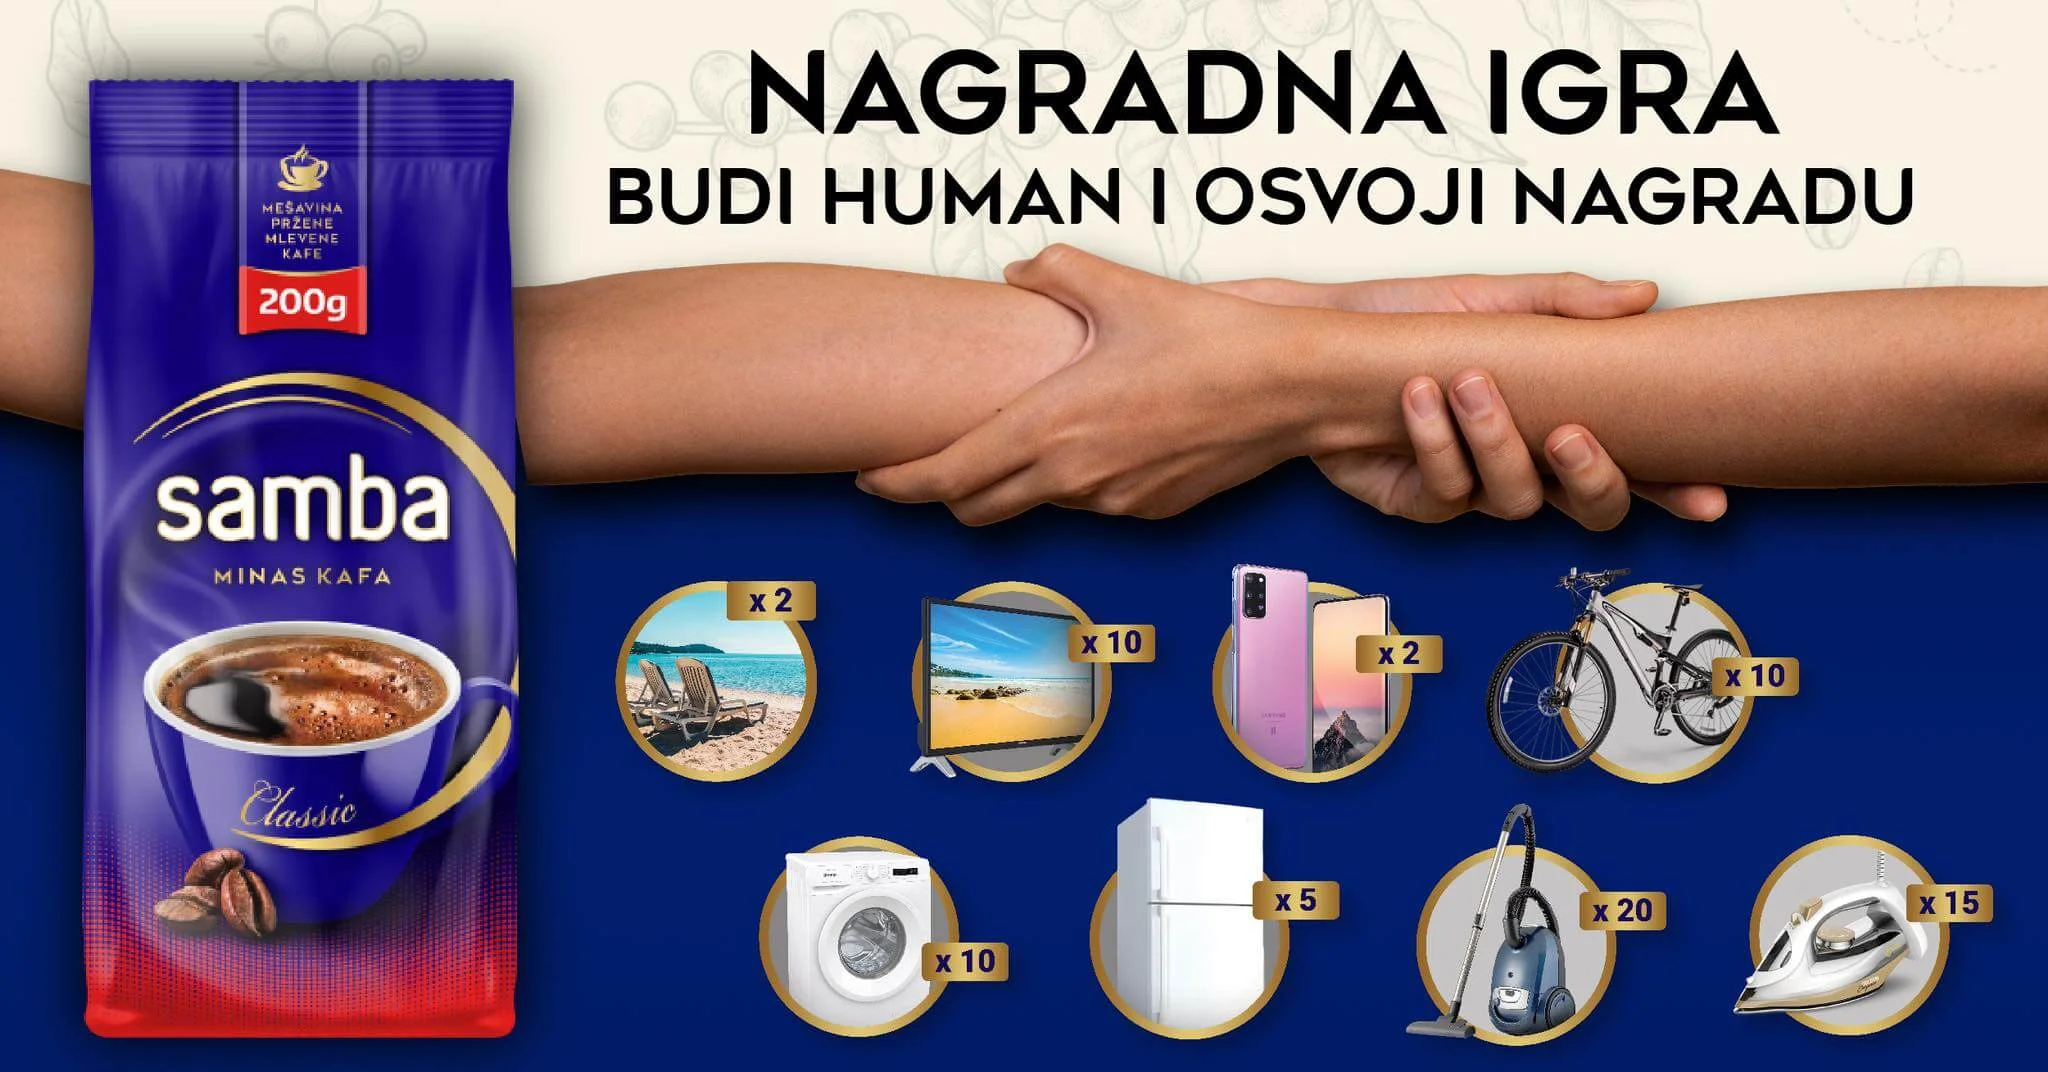 NAGRADNA IGRA
BUDI HUMAN I OSVOJI NAGRADU
MEŠAVINA
PRŽENE
MLEVENE
KAFE
200g
samba
MINAS KAFA
Classic
x 2
x 10
x 2
SAMSUNG
x 10
x 10
x 5
x 20
x 15